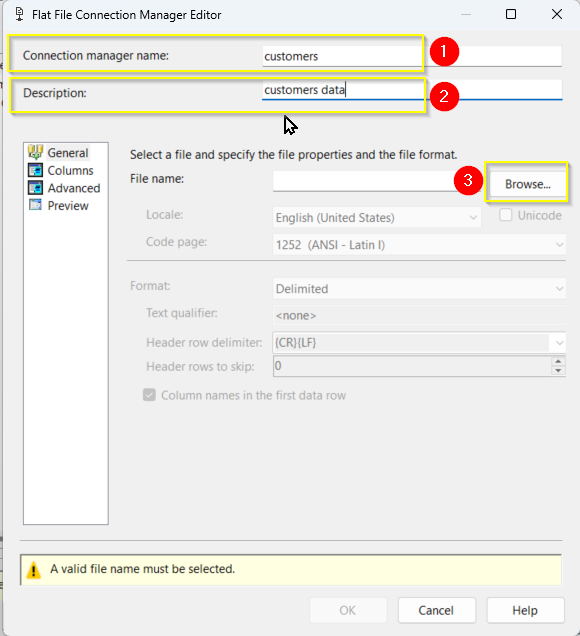 Flat File Connection Manager Editor
Connection manager name: customers 1
Description: customers data 2
General
Columns
Advanced
Preview
Select a file and specify the file properties and the file format.
File name: 3 Browse...
Locale: English (United States) Unicode
Code page: 1252 (ANSI - Latin I)
Format: Delimited
Text qualifier: <none>
Header row delimiter: {CR}{LF}
Header rows to skip: 0
Column names in the first data row
A valid file name must be selected.
OK Cancel Help